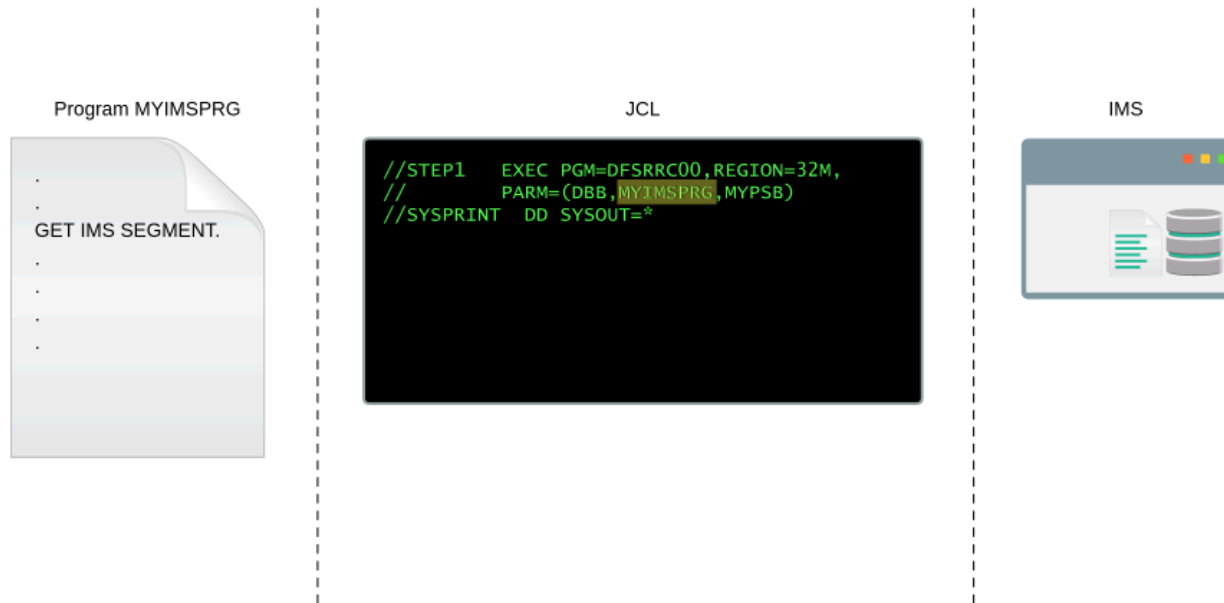 Program MYIMSPRG
.
.
GET IMS SEGMENT.
.
.
.
.
JCL
//STEP1    EXEC PGM=DFSRRC00,REGION=32M,
//         PARM=(DBB,MYIMSPRG,MYPSB)
//SYSPRINT  DD SYSOUT=*
IMS